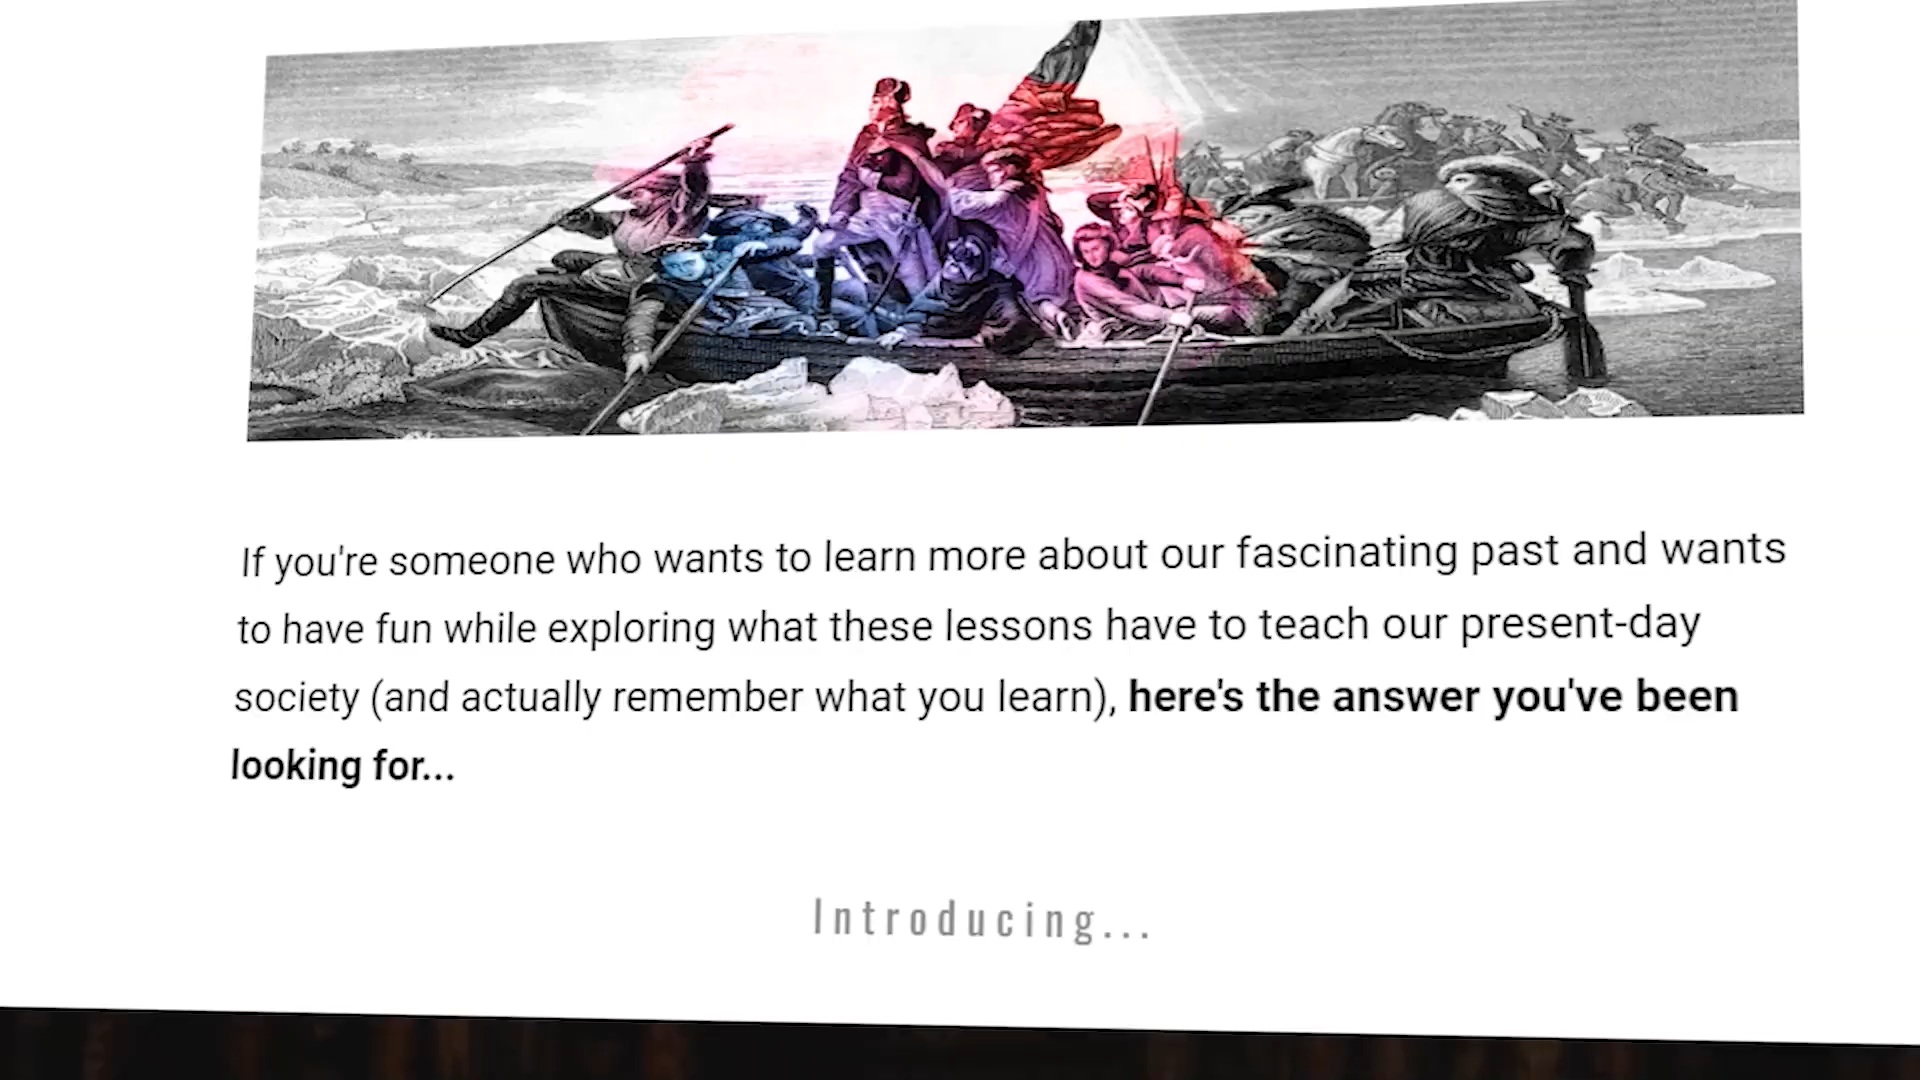 If you're someone who wants to learn more about our fascinating past and wants
to have fun while exploring what these lessons have to teach our present-day
society (and actually remember what you learn), here's the answer you've been
looking for...
Introducing...